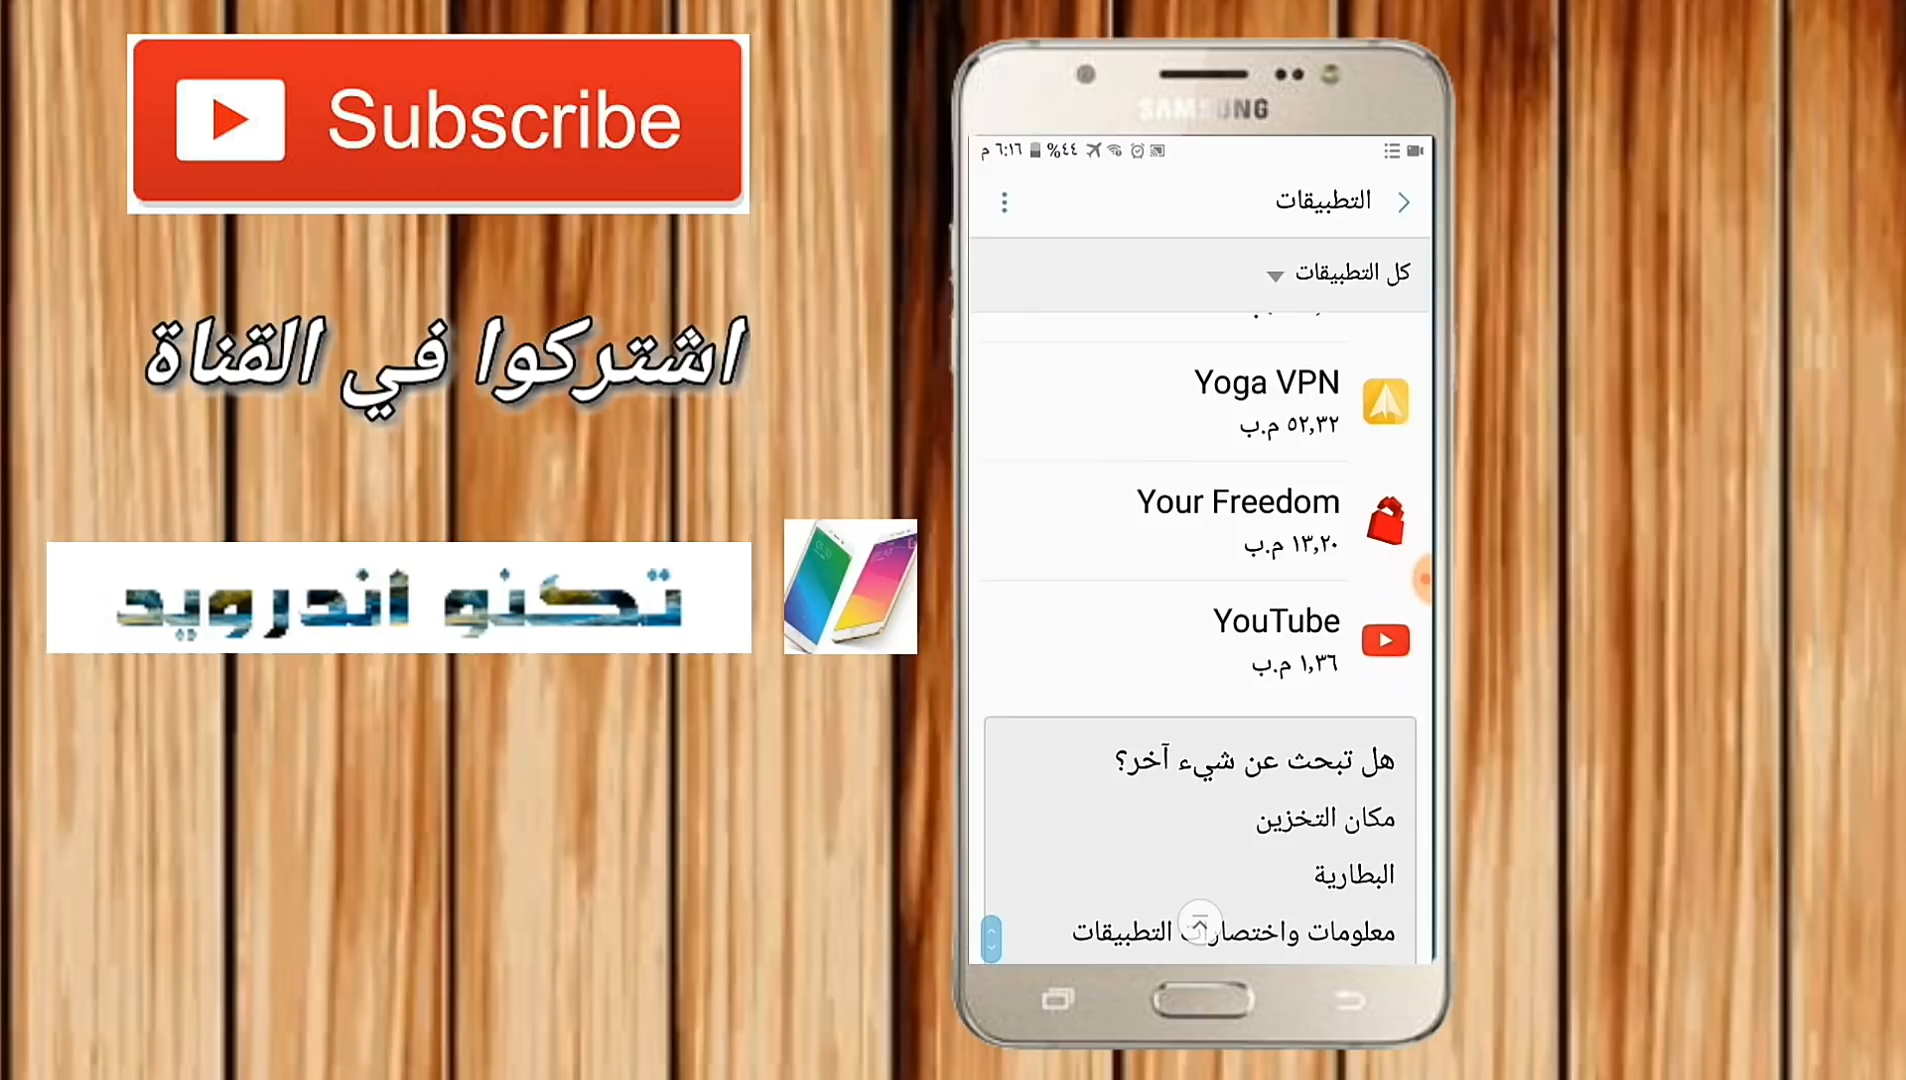 Subscribe
اشتركوا في القناة
تكنو اندرويد
SAMSUNG
٦:١٦ م ٤٤%
التطبيقات
كل التطبيقات
Yoga VPN
٥٢,٣٢ م.ب
Your Freedom
١٣,٢٠ م.ب
YouTube
١,٣٦ م.ب
هل تبحث عن شيء آخر؟
مكان التخزين
البطارية
معلومات واختصارات التطبيقات